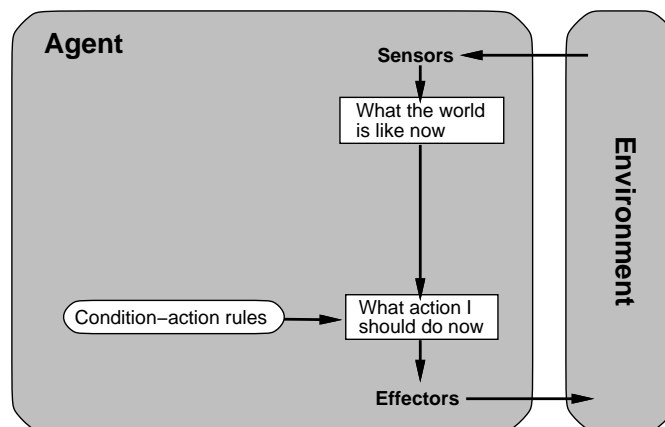 Agent
Sensors
What the world
is like now
Environment
Condition−action rules
What action I
should do now
Effectors